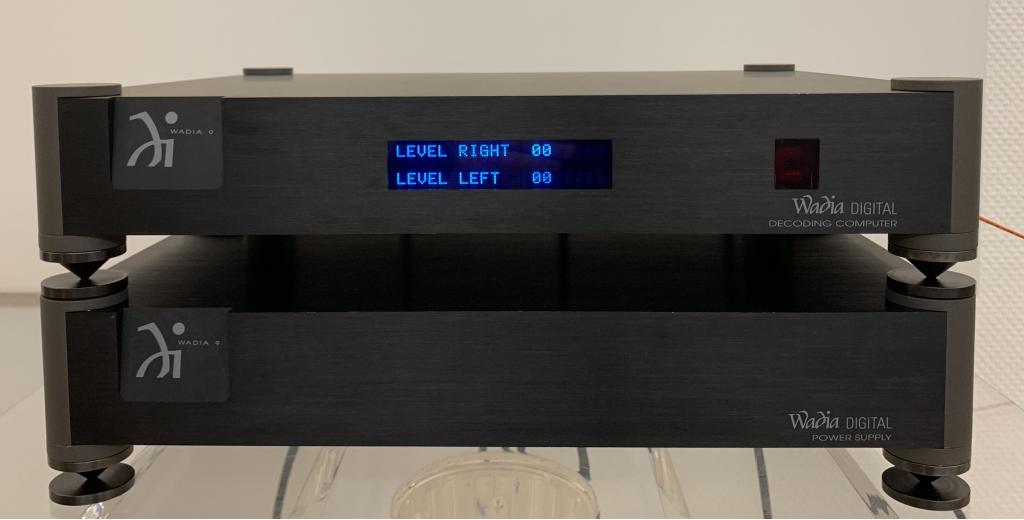 WADIA 9
LEVEL RIGHT 00
LEVEL LEFT 00
Wadia DIGITAL
DECODING COMPUTER
WADIA 9
Wadia DIGITAL
POWER SUPPLY